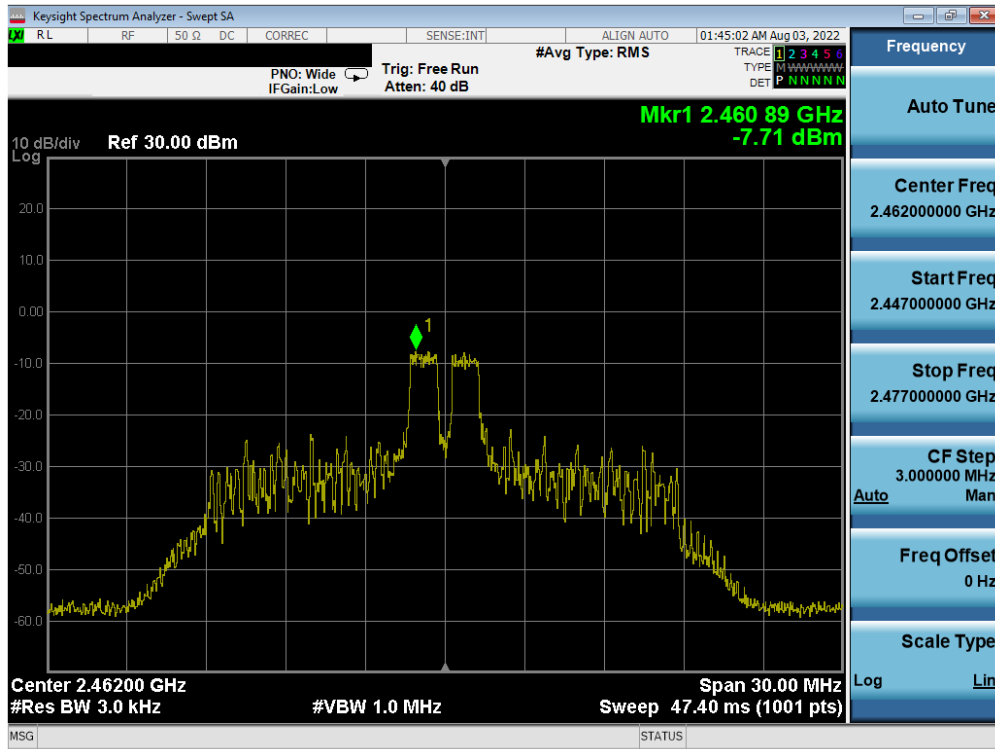 Keysight Spectrum Analyzer - Swept SA
LXI RL RF 50 Ω DC CORREC SENSE:INT ALIGN AUTO 01:45:02 AM Aug 03, 2022
PNO: Wide
IFGain:Low
Trig: Free Run
Atten: 40 dB
#Avg Type: RMS
TRACE 1 2 3 4 5 6
TYPE M WWWWW
DET P N N N N N
Mkr1 2.460 89 GHz
-7.71 dBm
10 dB/div Ref 30.00 dBm
Log
20.0
10.0
0.00
-10.0
-20.0
-30.0
-40.0
-50.0
-60.0
1
Center 2.46200 GHz Span 30.00 MHz
#Res BW 3.0 kHz #VBW 1.0 MHz Sweep 47.40 ms (1001 pts)
MSG STATUS
Frequency
Auto Tune
Center Freq
2.462000000 GHz
Start Freq
2.447000000 GHz
Stop Freq
2.477000000 GHz
CF Step
3.000000 MHz
Auto Man
Freq Offset
0 Hz
Scale Type
Log Lin